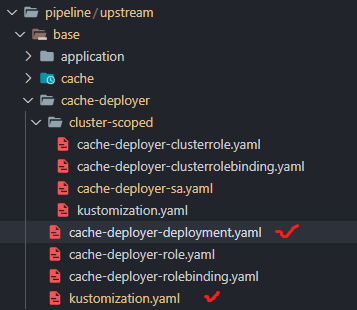 pipeline/upstream
base
application
cache
cache-deployer
cluster-scoped
cache-deployer-clusterrole.yaml
cache-deployer-clusterrolebinding.yaml
cache-deployer-sa.yaml
kustomization.yaml
cache-deployer-deployment.yaml
cache-deployer-role.yaml
cache-deployer-rolebinding.yaml
kustomization.yaml